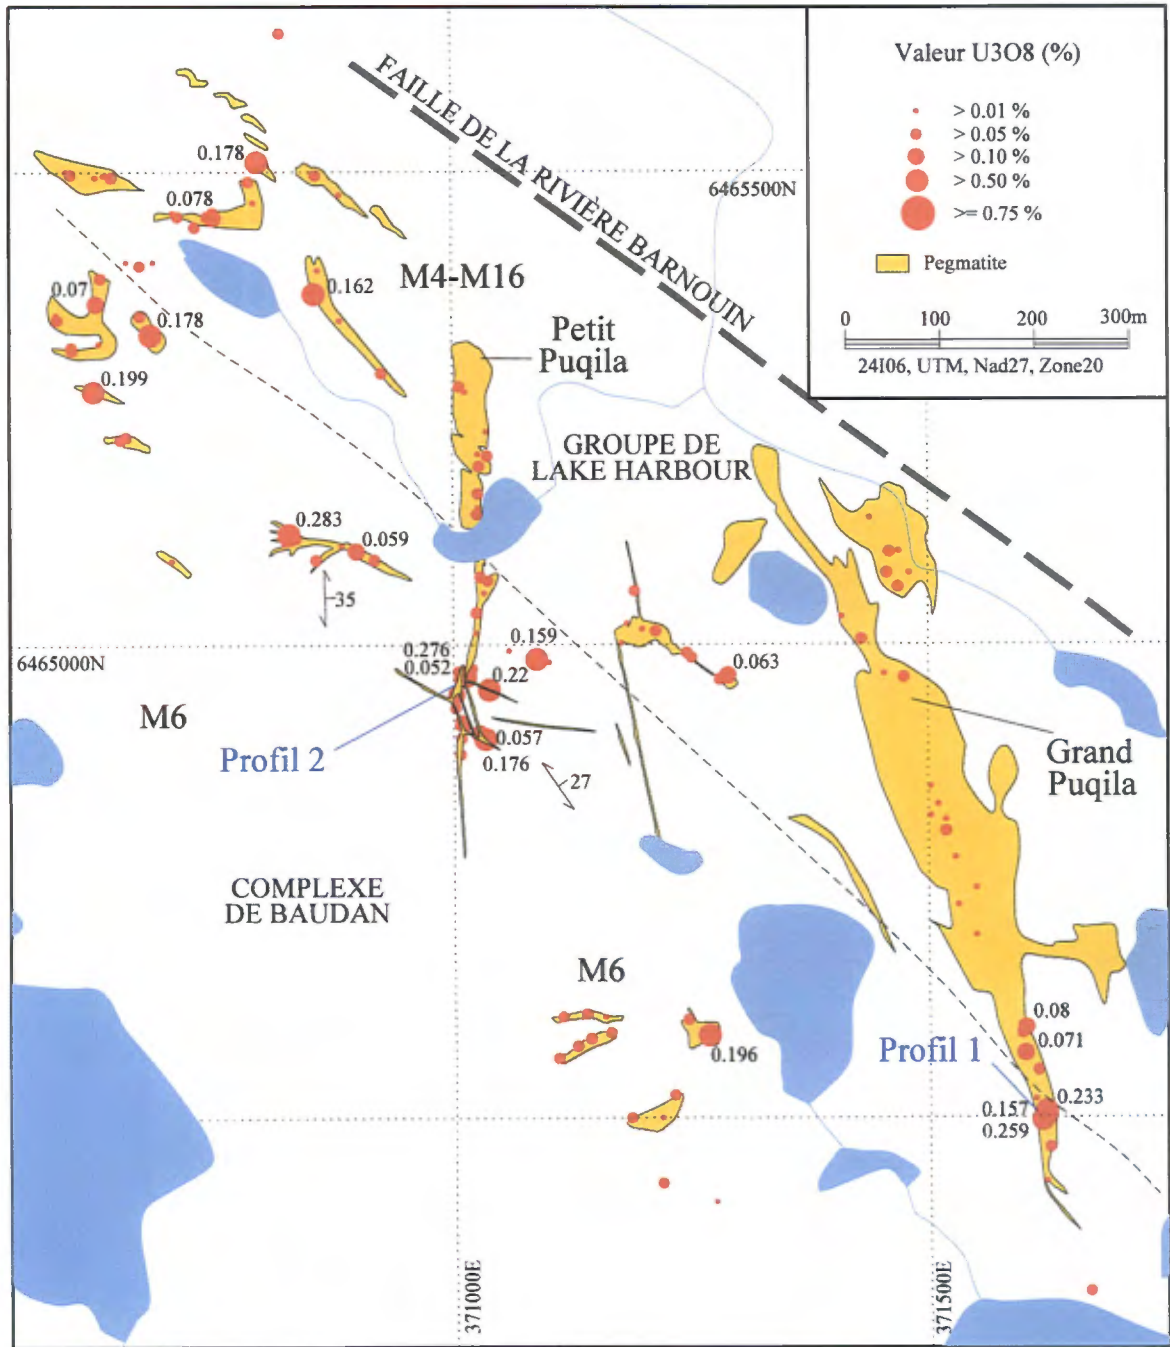 Valeur U3O8 (%)
> 0.01 %
> 0.05 %
> 0.10 %
> 0.50 %
>= 0.75 %
Pegmatite
0 100 200 300m
24I06, UTM, Nad27, Zone20
FAILLE DE LA RIVIÈRE BARNOUIN
6465500N
0.178
0.078
M4-M16
0.07
0.162
0.178
Petit
Puqila
0.199
GROUPE DE
LAKE HARBOUR
0.283
0.059
35
6465000N
0.276
0.052
0.159
0.22
0.063
M6
Profil 2
0.057
0.176
27
Grand
Puqila
COMPLEXE
DE BAUDAN
M6
0.196
Profil 1
0.08
0.071
0.157
0.233
0.259
371000E
371500E